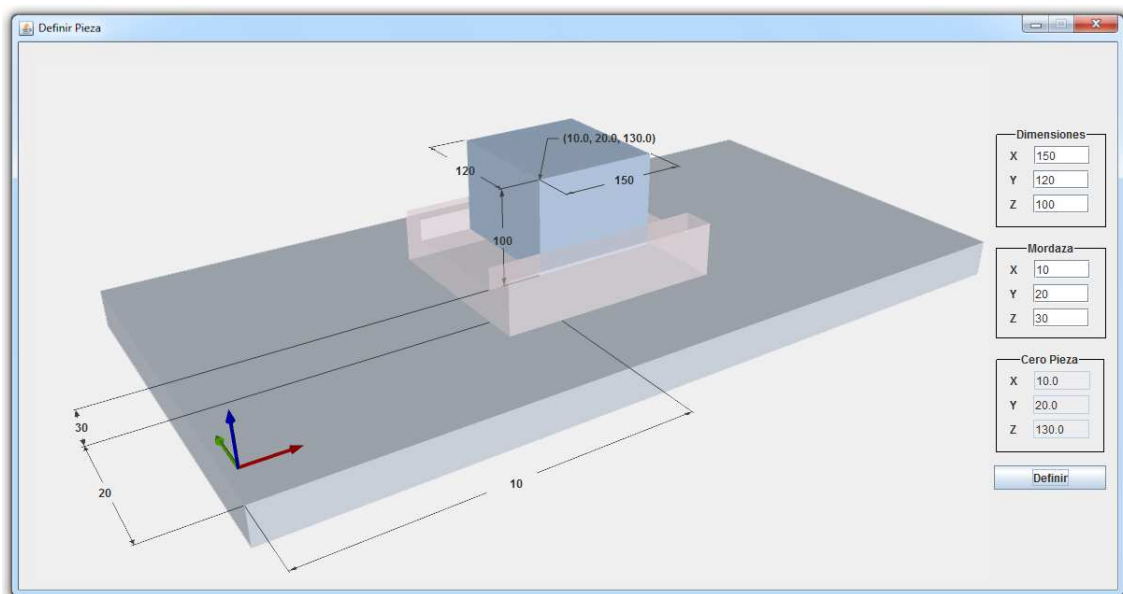 Definir Pieza
(10.0, 20.0, 130.0)
120
150
100
30
20
10
Dimensiones
X 150
Y 120
Z 100
Mordaza
X 10
Y 20
Z 30
Cero Pieza
X 10.0
Y 20.0
Z 130.0
Definir